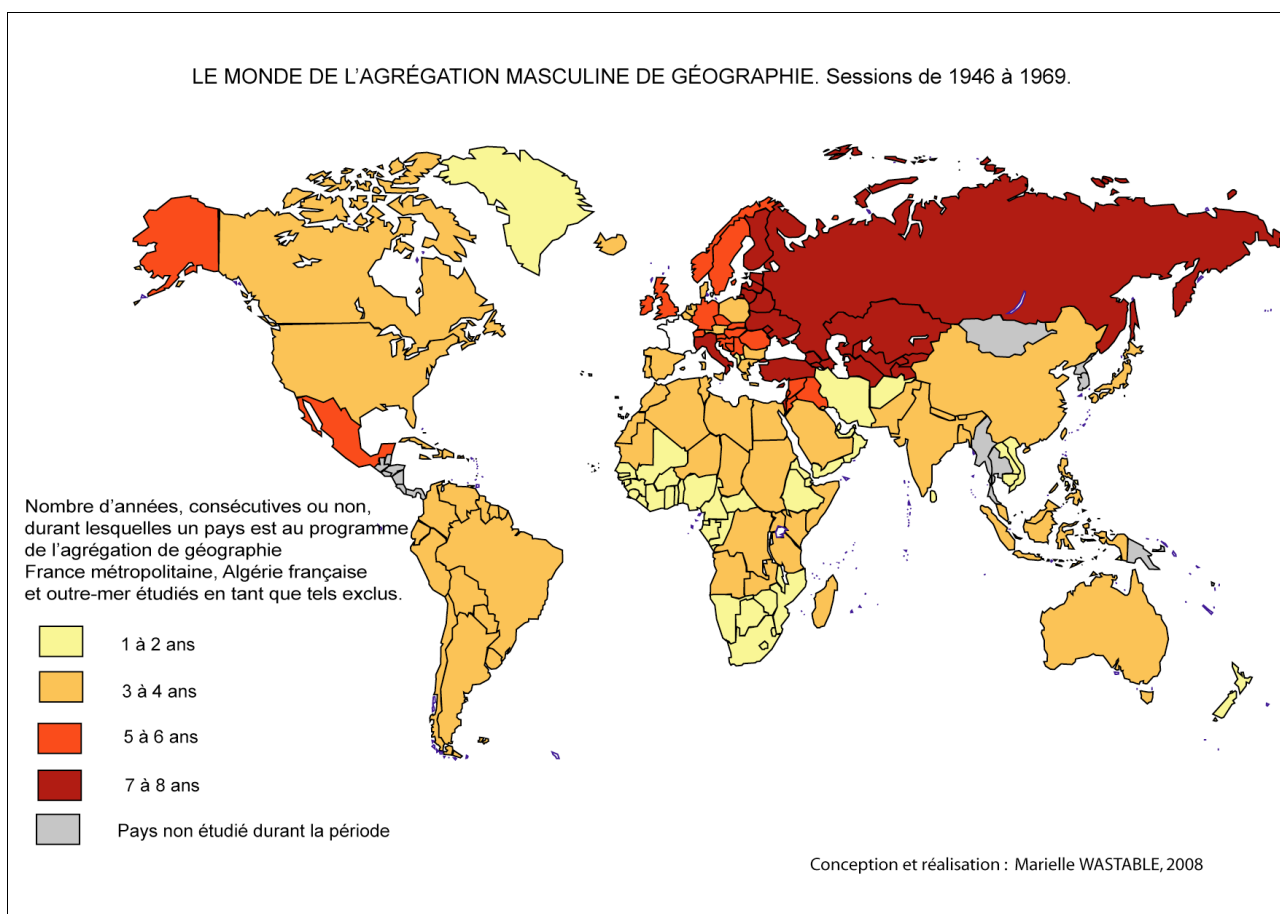 LE MONDE DE L'AGRÉGATION MASCULINE DE GÉOGRAPHIE. Sessions de 1946 à 1969.
Nombre d'années, consécutives ou non,
durant lesquelles un pays est au programme
de l'agrégation de géographie
France métropolitaine, Algérie française
et outre-mer étudiés en tant que tels exclus.
1 à 2 ans
3 à 4 ans
5 à 6 ans
7 à 8 ans
Pays non étudié durant la période
Conception et réalisation : Marielle WASTABLE, 2008